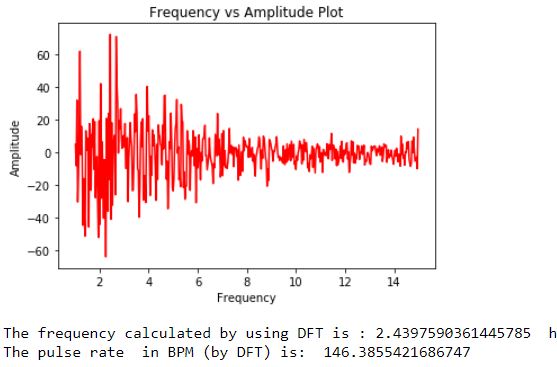 Frequency vs Amplitude Plot
60
40
20
0
−20
−40
−60
Amplitude
2 4 6 8 10 12 14
Frequency
The frequency calculated by using DFT is : 2.4397590361445785 h
The pulse rate in BPM (by DFT) is: 146.3855421686747